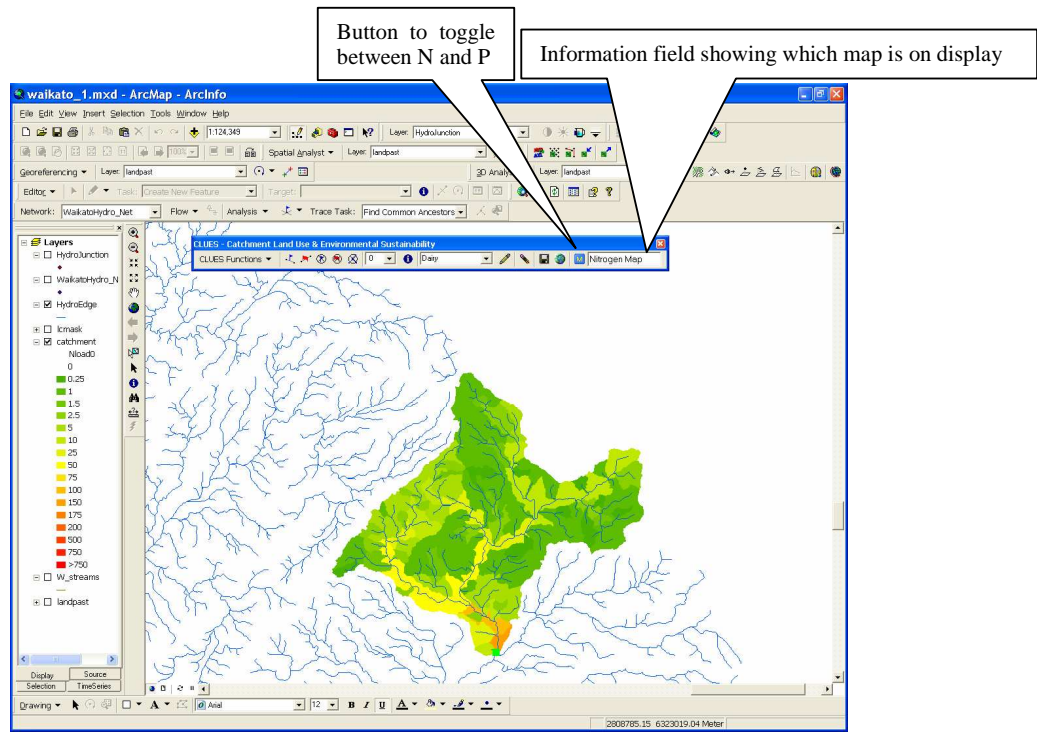 Button to toggle
between N and P
Information field showing which map is on display
waikato_1.mxd - ArcMap - ArcInfo
File Edit View Insert Selection Tools Window Help
1:124,349 Layer: HydroJunction
100% Spatial Analyst Layer: landpast
Georeferencing Layer: landpast 3D Analy Layer: landpast
Editor Task: Create New Feature Target:
Network: WaikatoHydro_Net Flow Analysis Trace Task: Find Common Ancestors
CLUES - Catchment Land Use & Environmental Sustainability
CLUES Functions 0 Dairy M Nitrogen Map
Layers
HydroJunction
WaikatoHydro_N
HydroEdge
lcmask
catchment
Nload0
0
0.25
1
1.5
2.5
5
10
25
50
75
100
150
175
200
500
750
>750
W_streams
landpast
Display Source
Selection TimeSeries
Drawing A Arial 12 B I U A
2808785.15 6323019.04 Meter